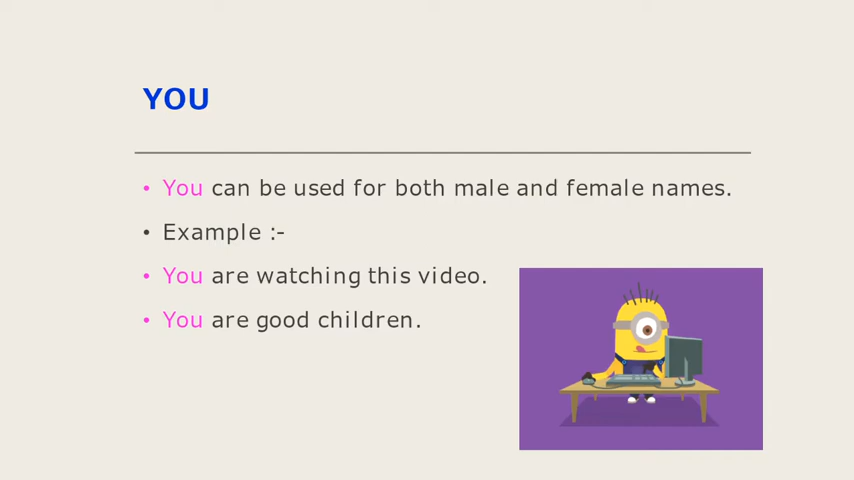 YOU
• You can be used for both male and female names.
• Example :-
• You are watching this video.
• You are good children.